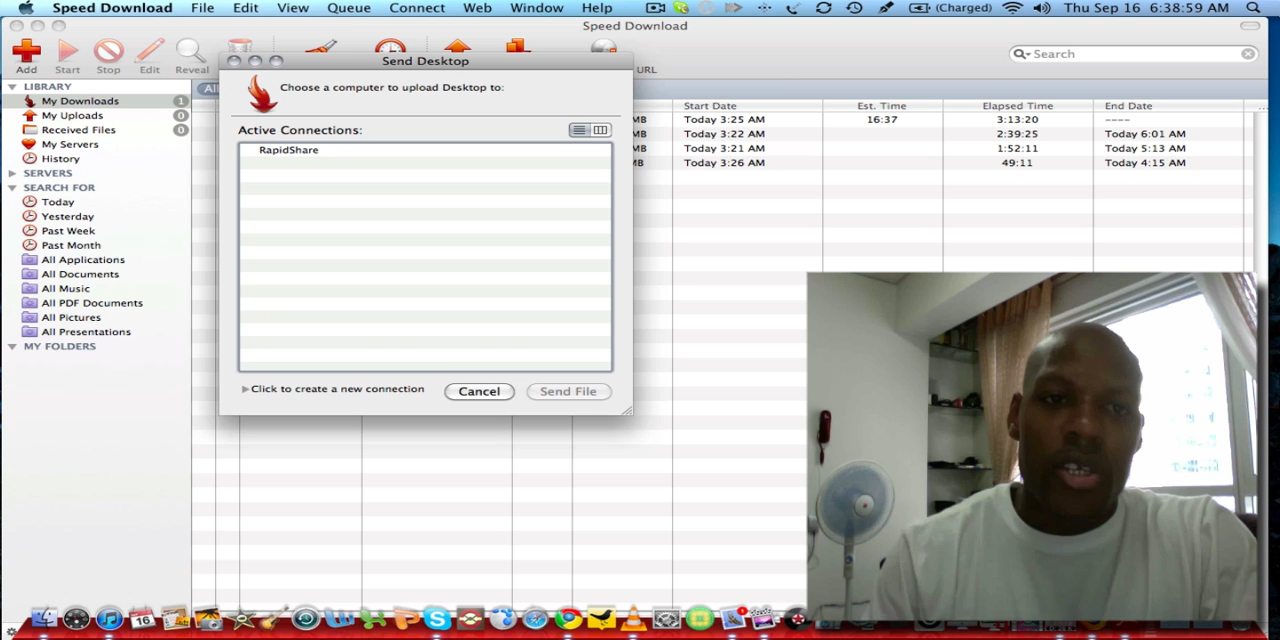 Speed Download File Edit View Queue Connect Web Window Help (Charged) Thu Sep 16 6:38:59 AM
Speed Download
Send Desktop
Search
Add Start Stop Edit Reveal URL
Choose a computer to upload Desktop to:
LIBRARY
My Downloads 1
My Uploads 0
Received Files 0
My Servers
History
SERVERS
SEARCH FOR
Today
Yesterday
Past Week
Past Month
All Applications
All Documents
All Music
All PDF Documents
All Pictures
All Presentations
MY FOLDERS
Al
Active Connections:
RapidShare
Click to create a new connection Cancel Send File
Start Date Est. Time Elapsed Time End Date ...
MB Today 3:25 AM 16:37 3:13:20 ----
MB Today 3:22 AM 2:39:25 Today 6:01 AM
MB Today 3:21 AM 1:52:11 Today 5:13 AM
MB Today 3:26 AM 49:11 Today 4:15 AM
16